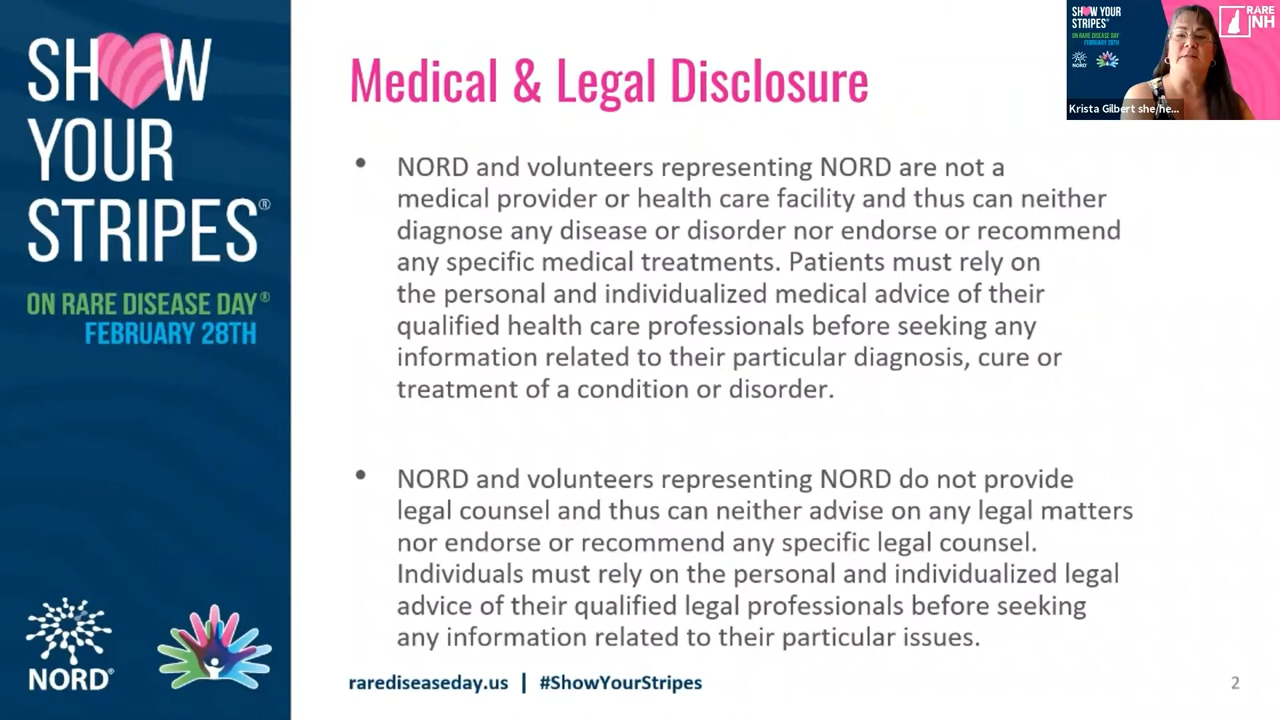 SHOW
YOUR
STRIPES®
ON RARE DISEASE DAY®
FEBRUARY 28TH
NORD®
Medical & Legal Disclosure
• NORD and volunteers representing NORD are not a
medical provider or health care facility and thus can neither
diagnose any disease or disorder nor endorse or recommend
any specific medical treatments. Patients must rely on
the personal and individualized medical advice of their
qualified health care professionals before seeking any
information related to their particular diagnosis, cure or
treatment of a condition or disorder.
• NORD and volunteers representing NORD do not provide
legal counsel and thus can neither advise on any legal matters
nor endorse or recommend any specific legal counsel.
Individuals must rely on the personal and individualized legal
advice of their qualified legal professionals before seeking
any information related to their particular issues.
rarediseaseday.us | #ShowYourStripes
2
SHOW YOUR
STRIPES®
ON RARE DISEASE DAY
FEBRUARY 28TH
NORD
RARE
NH
Krista Gilbert she/he...